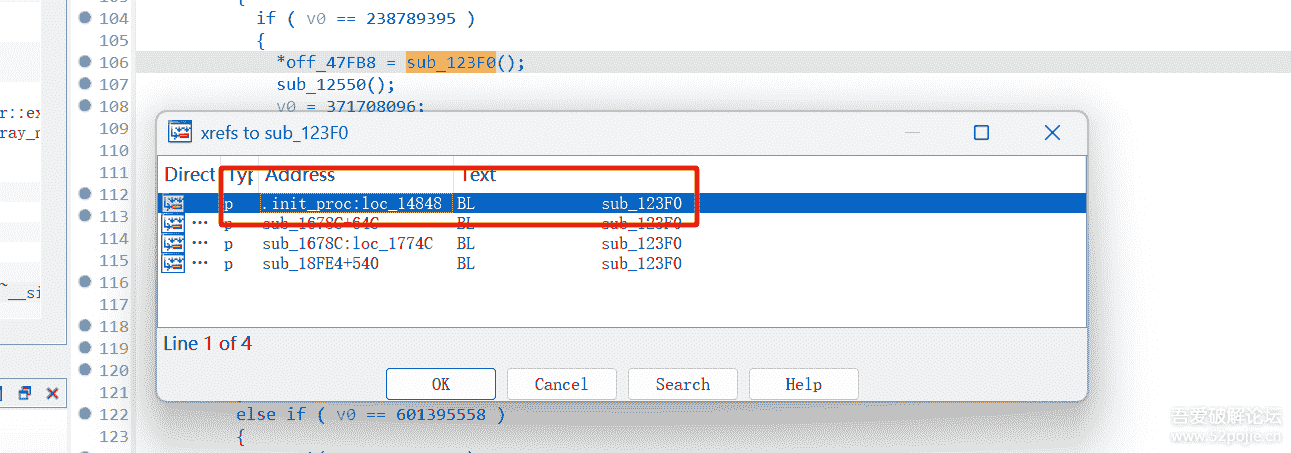 104 if ( v0 == 238789395 )
105 {
106 *off_47FB8 = sub_123F0();
107 sub_12550();
108 v0 = 371708096;
109
110
111
112
113
114
115
116
117
118
119
120
121
122 else if ( v0 == 601395558 )
123 {
r::ex
ray_r
~__si
xrefs to sub_123F0
Direct Typ Address Text
p .init_proc:loc_14848 BL sub_123F0
... p sub_1678C+64C BL sub_123F0
... p sub_1678C:loc_1774C BL sub_123F0
... p sub_18FE4+540 BL sub_123F0
Line 1 of 4
OK Cancel Search Help
吾爱破解论坛
www.52pojie.cn